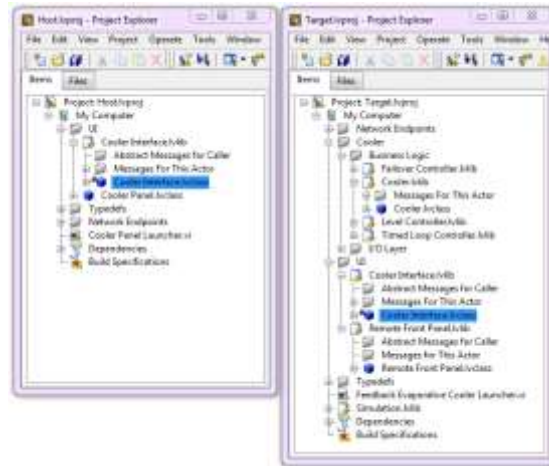 Host.lvproj - Project Explorer
File Edit View Project Operate Tools Window
Items Files
Project: Host.lvproj
My Computer
UI
Cooler Interface.lvlib
Abstract Messages for Caller
Messages For This Actor
Cooler Interface.lvclass
Cooler Panel.lvclass
Typedefs
Network Endpoints
Cooler Panel Launcher.vi
Dependencies
Build Specifications
Target.lvproj - Project Explorer
File Edit View Project Operate Tools Window
Items Files
Project: Target.lvproj
My Computer
Network Endpoints
Cooler
Business Logic
Failover Controller.lvlib
Cooler.lvlib
Messages For This Actor
Cooler.lvclass
Level Controller.lvlib
Timed Loop Controller.lvlib
I/O Layer
UI
Cooler Interface.lvlib
Abstract Messages for Caller
Messages For This Actor
Cooler Interface.lvclass
Remote Front Panel.lvlib
Abstract Messages for Caller
Messages for This Actor
Remote Front Panel.lvclass
Typedefs
Feedback Evaporative Cooler Launcher.vi
Simulation.lvlib
Dependencies
Build Specifications